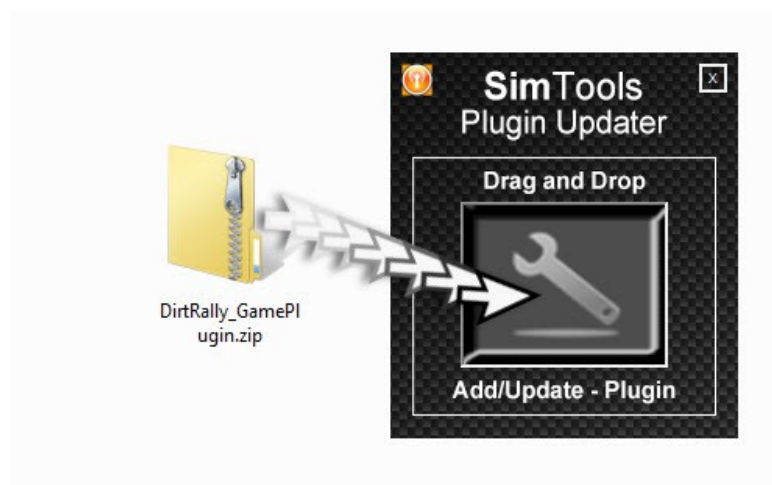 SimTools
X
Plugin Updater
Drag and Drop
DirtRally_GamePl
ugin.zip
Add/Update - Plugin